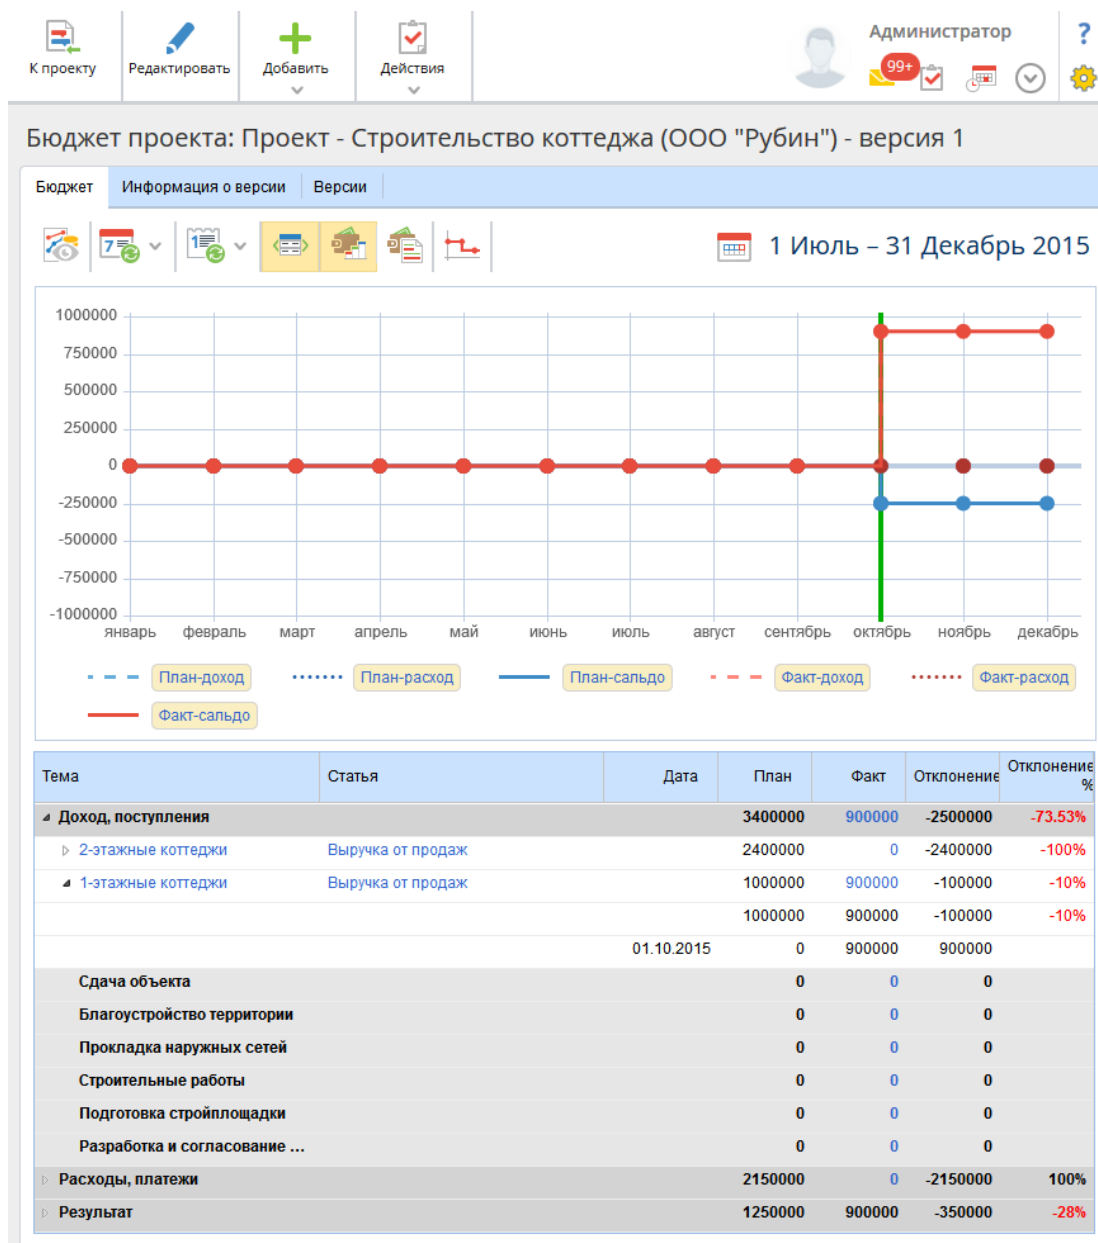 К проекту
Редактировать
Добавить
Действия
Администратор
?
99+
Бюджет проекта: Проект - Строительство коттеджа (ООО "Рубин") - версия 1
Бюджет Информация о версии Версии
7 1 1 Июль – 31 Декабрь 2015
1000000
750000
500000
250000
0
-250000
-500000
-750000
-1000000
январь февраль март апрель май июнь июль август сентябрь октябрь ноябрь декабрь
План-доход План-расход План-сальдо Факт-доход Факт-расход
Факт-сальдо
Тема Статья Дата План Факт Отклонение Отклонение %
Доход, поступления 3400000 900000 -2500000 -73.53%
2-этажные коттеджи Выручка от продаж 2400000 0 -2400000 -100%
1-этажные коттеджи Выручка от продаж 1000000 900000 -100000 -10%
1000000 900000 -100000 -10%
01.10.2015 0 900000 900000
Сдача объекта 0 0 0
Благоустройство территории 0 0 0
Прокладка наружных сетей 0 0 0
Строительные работы 0 0 0
Подготовка стройплощадки 0 0 0
Разработка и согласование ... 0 0 0
Расходы, платежи 2150000 0 -2150000 100%
Результат 1250000 900000 -350000 -28%